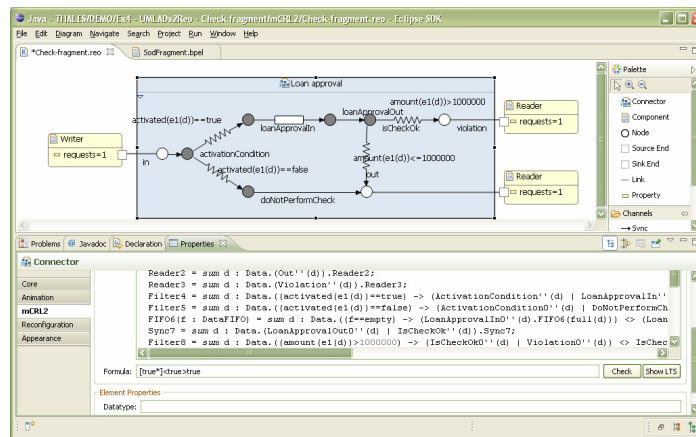 Java - THALES/DEMO/Ex4 - UMLADs2Reo - Check fragment/mCRL2/Check-fragment.reo - Eclipse SDK
File Edit Diagram Navigate Search Project Run Window Help
*Check-fragment.reo SodFragment.bpel
Loan approval
Palette
Connector
Component
Node
Source End
Sink End
Link
Property
Channels
Sync
amount(e1(d))>1000000
Reader
requests=1
activated(e1(d))==true
loanApprovalOut
loanApprovalIn
isCheckOk
violation
Writer
requests=1
in
activationCondition
amount(e1(d))<=1000000
activated(e1(d))==false
out
Reader
requests=1
doNotPerformCheck
Problems @ Javadoc Declaration Properties
Connector
Core
Animation
mCRL2
Reconfiguration
Appearance
Reader2 = sum d : Data.(Out''(d)).Reader2;
Reader3 = sum d : Data.(Violation''(d)).Reader3;
Filter4 = sum d : Data.((activated(e1(d))==true) -> (ActivationCondition''(d) | LoanApprovalIn''
Filter5 = sum d : Data.((activated(e1(d))==false) -> (ActivationCondition0''(d) | DoNotPerformCh
FIFO6(f : DataFIFO) = sum d : Data.((f==empty) -> (LoanApprovalIn0''(d).FIFO6(full(d))) <> (Loan
Sync7 = sum d : Data.(LoanApprovalOut0''(d) | IsCheckOk''(d)).Sync7;
Filter8 = sum d : Data.((amount(e1(d))>1000000) -> (IsCheckOk0''(d) | Violation0''(d)) <> IsChec
Formula: [true*]<true>true
Check Show LTS
Element Properties
Datatype: